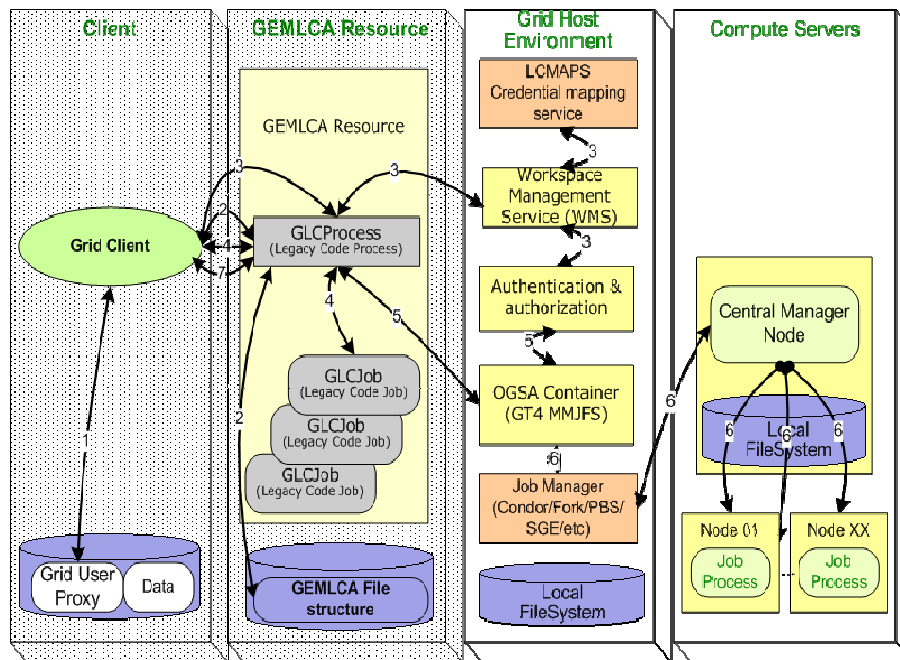 Client
GEMLCA Resource
Grid Host
Environment
Compute Servers
LCMAPS
Credential mapping
service
GEMLCA Resource
3
3
3
Workspace
Management
Service (WMS)
2
GLCProcess
(Legacy Code Process)
Grid Client
4
3
7
Authentication &
authorization
4
5
Central Manager
Node
5
GLCJob
(Legacy Code Job)
OGSA Container
(GT4 MMJFS)
6
2
GLCJob
(Legacy Code Job)
6
6
6
Local
FileSystem
6
GLCJob
(Legacy Code Job)
Job Manager
(Condor/Fork/PBS/
SGE/etc)
Node 01
Node XX
Job
Process
Job
Process
Grid User
Proxy
Data
GEMLCA File
structure
Local
FileSystem